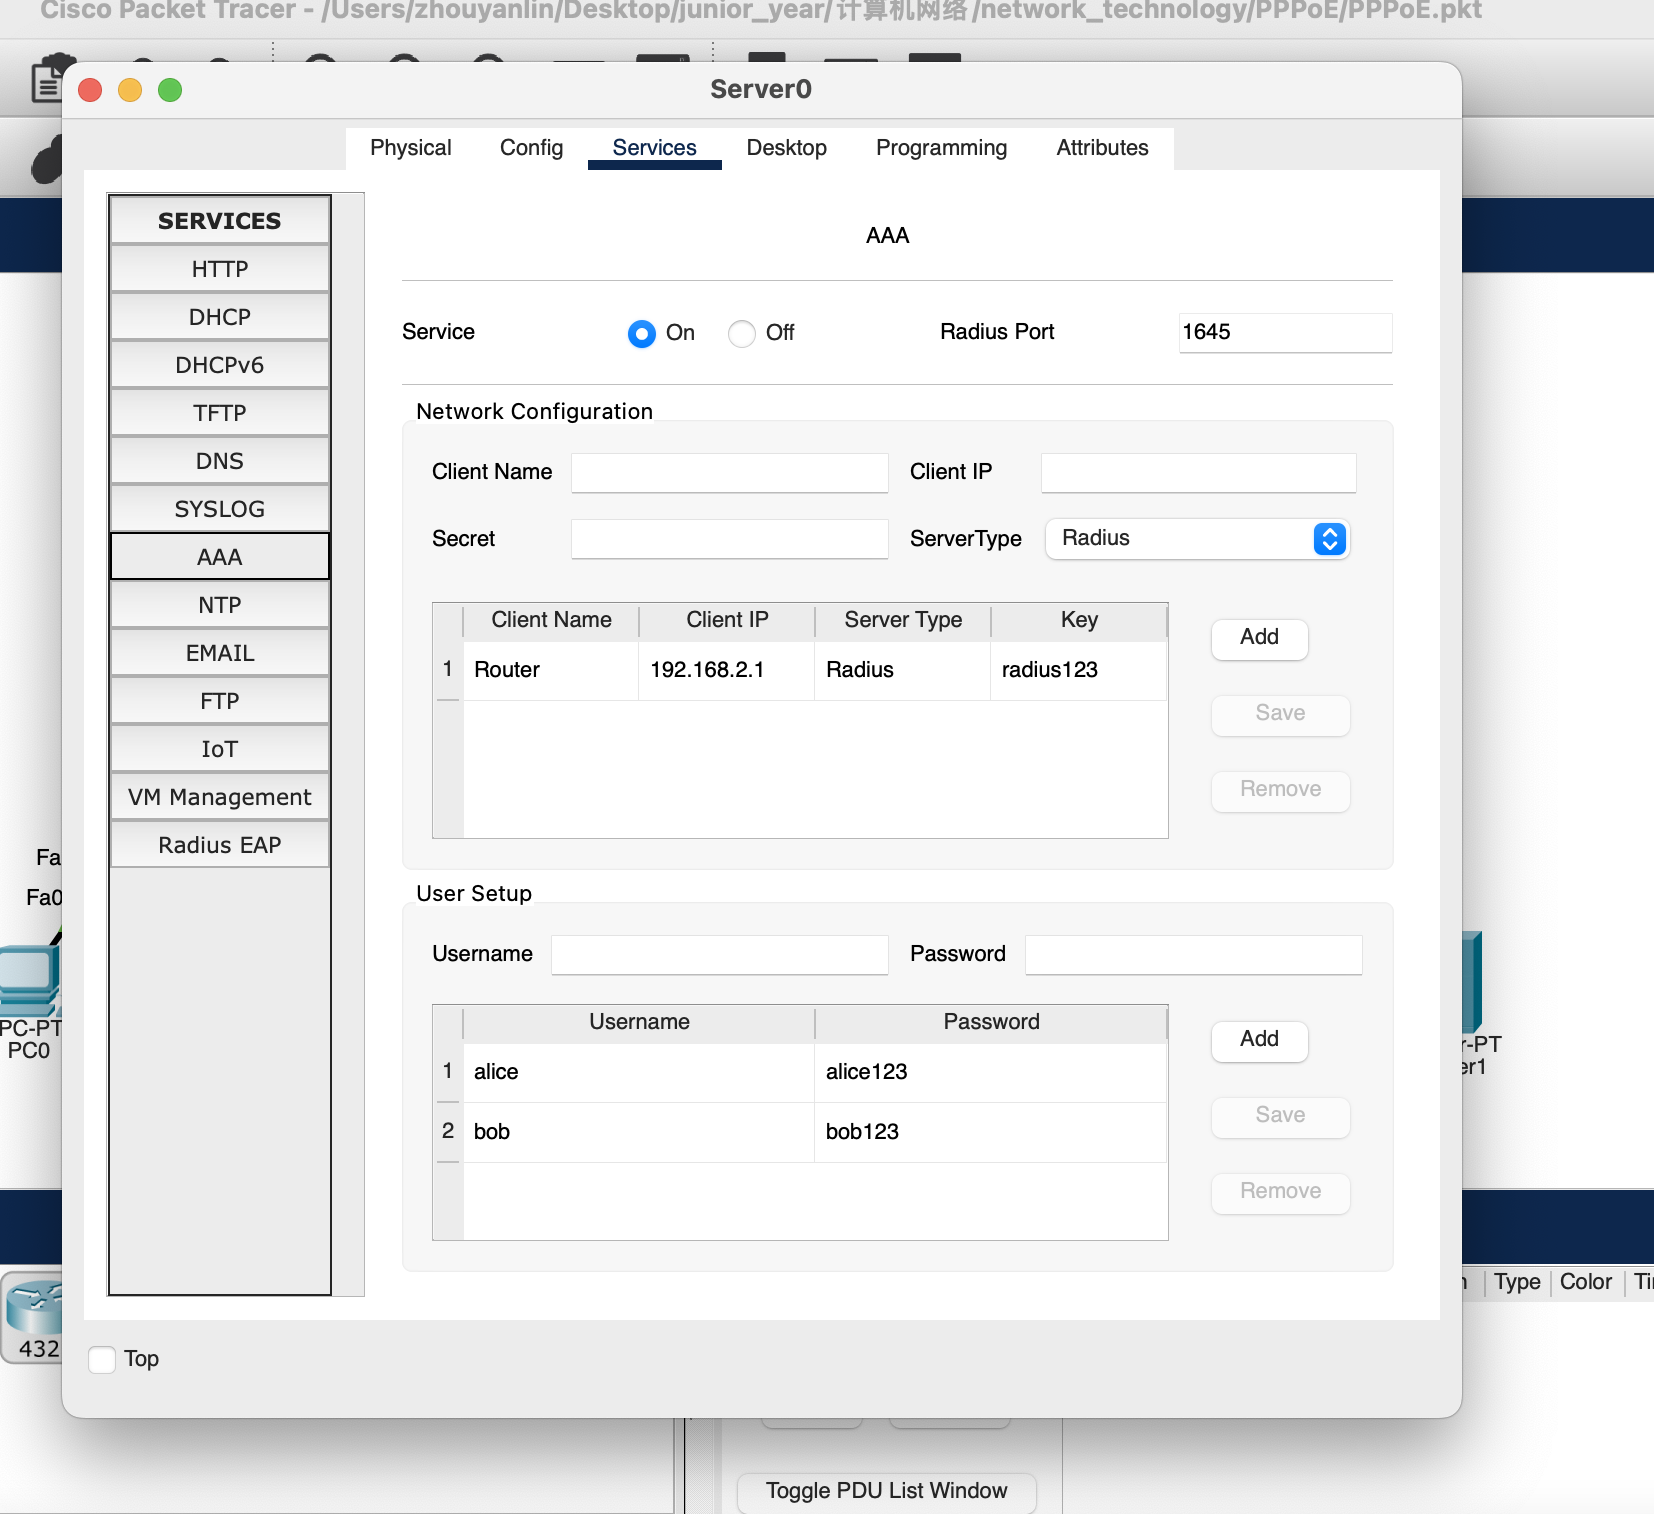 Cisco Packet Tracer - /Users/zhouyanlin/Desktop/junior_year/计算机网络/network_technology/PPPoE/PPPoE.pkt
Server0
Physical Config Services Desktop Programming Attributes
SERVICES
HTTP
DHCP
DHCPv6
TFTP
DNS
SYSLOG
AAA
NTP
EMAIL
FTP
IoT
VM Management
Radius EAP
AAA
Service On Off Radius Port 1645
Network Configuration
Client Name Client IP
Secret ServerType Radius
Client Name Client IP Server Type Key
1 Router 192.168.2.1 Radius radius123
Add
Save
Remove
User Setup
Username Password
Username Password
1 alice alice123
2 bob bob123
Add
Save
Remove
Top
Fa
Fa0
PC-PT
PC0
r-PT
er1
432
Type Color
Toggle PDU List Window